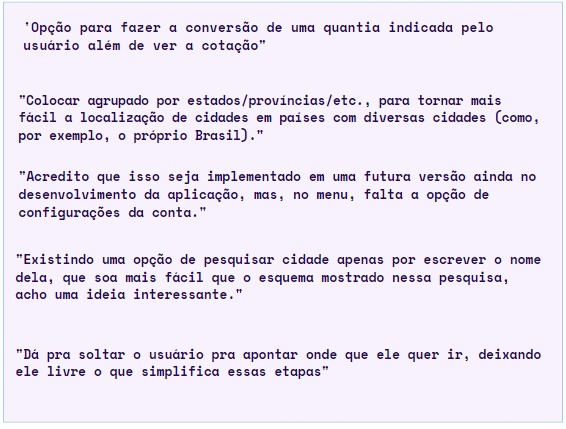 'Opção para fazer a conversão de uma quantia indicada pelo
usuário além de ver a cotação"
"Colocar agrupado por estados/províncias/etc., para tornar mais
fácil a localização de cidades em países com diversas cidades (como,
por exemplo, o próprio Brasil)."
"Acredito que isso seja implementado em uma futura versão ainda no
desenvolvimento da aplicação, mas, no menu, falta a opção de
configurações da conta."
"Existindo uma opção de pesquisar cidade apenas por escrever o nome
dela, que soa mais fácil que o esquema mostrado nessa pesquisa,
acho uma ideia interessante."
"Dá pra soltar o usuário pra apontar onde que ele quer ir, deixando
ele livre o que simplifica essas etapas"